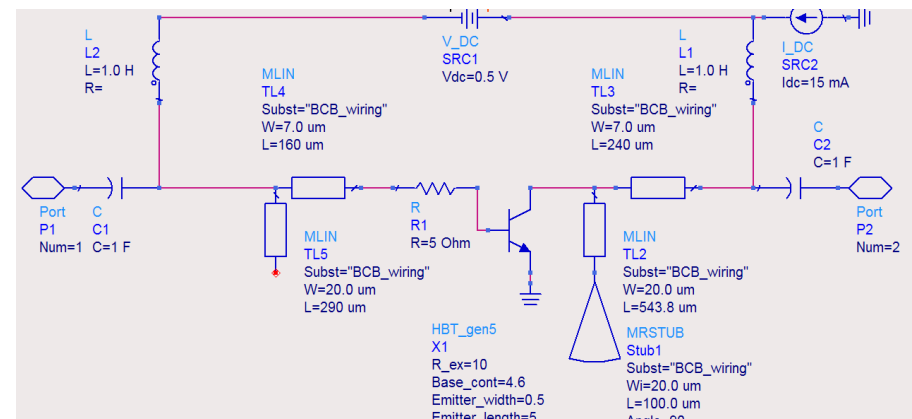 L
L2
L=1.0 H
R=
V_DC
SRC1
Vdc=0.5 V
L
L1
L=1.0 H
R=
I_DC
SRC2
Idc=15 mA
MLIN
TL4
Subst="BCB_wiring"
W=7.0 um
L=160 um
MLIN
TL3
Subst="BCB_wiring"
W=7.0 um
L=240 um
C
C2
C=1 F
Port
P1
Num=1
C
C1
C=1 F
R
R1
R=5 Ohm
Port
P2
Num=2
MLIN
TL5
Subst="BCB_wiring"
W=20.0 um
L=290 um
MLIN
TL2
Subst="BCB_wiring"
W=20.0 um
L=543.8 um
HBT_gen5
X1
R_ex=10
Base_cont=4.6
Emitter_width=0.5
Emitter_length=5
MRSTUB
Stub1
Subst="BCB_wiring"
Wi=20.0 um
L=100.0 um